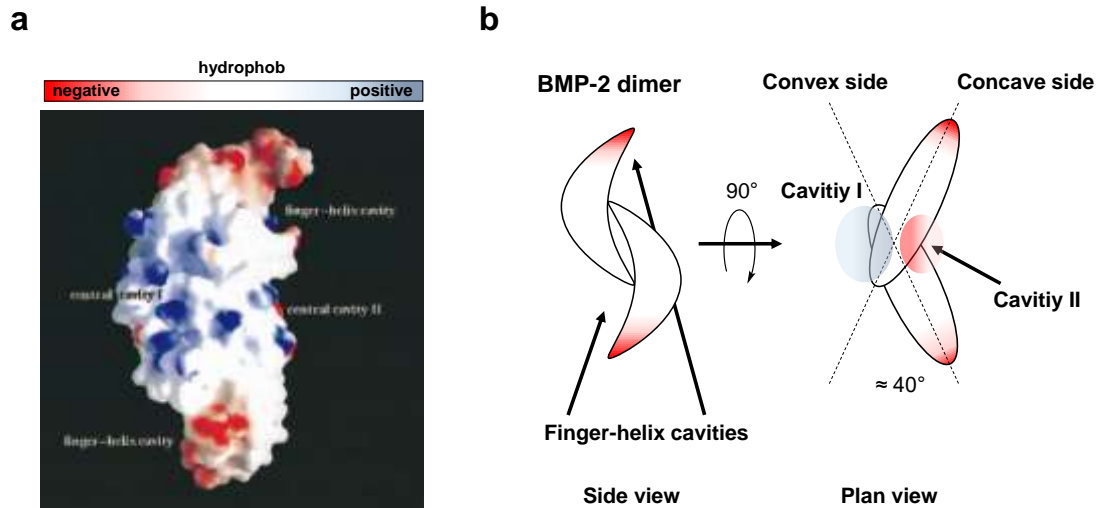 a
hydrophob
negative
positive
finger-helix cavity
central cavity I
central cavity II
finger-helix cavity
b
BMP-2 dimer
Convex side
Concave side
90°
Cavitiy I
Cavitiy II
≈ 40°
Finger-helix cavities
Side view
Plan view